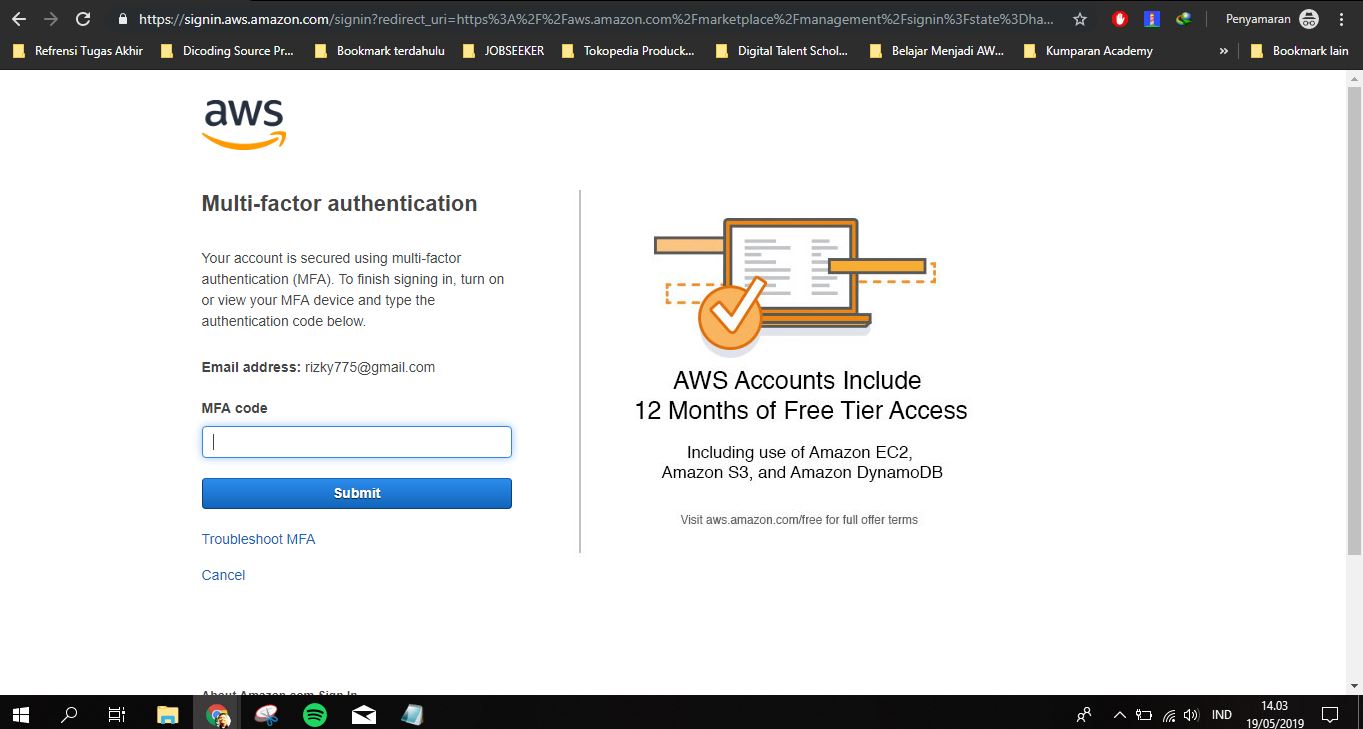 https://signin.aws.amazon.com/signin?redirect_uri=https%3A%2F%2Faws.amazon.com%2Fmarketplace%2Fmanagement%2Fsignin%3Fstate%3Dha...
Penyamaran
Refrensi Tugas Akhir
Dicoding Source Pr...
Bookmark terdahulu
JOBSEEKER
Tokopedia Produck...
Digital Talent Schol...
Belajar Menjadi AW...
Kumparan Academy
»
Bookmark lain
aws
Multi-factor authentication
Your account is secured using multi-factor
authentication (MFA). To finish signing in, turn on
or view your MFA device and type the
authentication code below.
Email address: rizky775@gmail.com
MFA code
Submit
Troubleshoot MFA
Cancel
AWS Accounts Include
12 Months of Free Tier Access
Including use of Amazon EC2,
Amazon S3, and Amazon DynamoDB
Visit aws.amazon.com/free for full offer terms
About Amazon.com Sign In
IND
14.03
19/05/2019